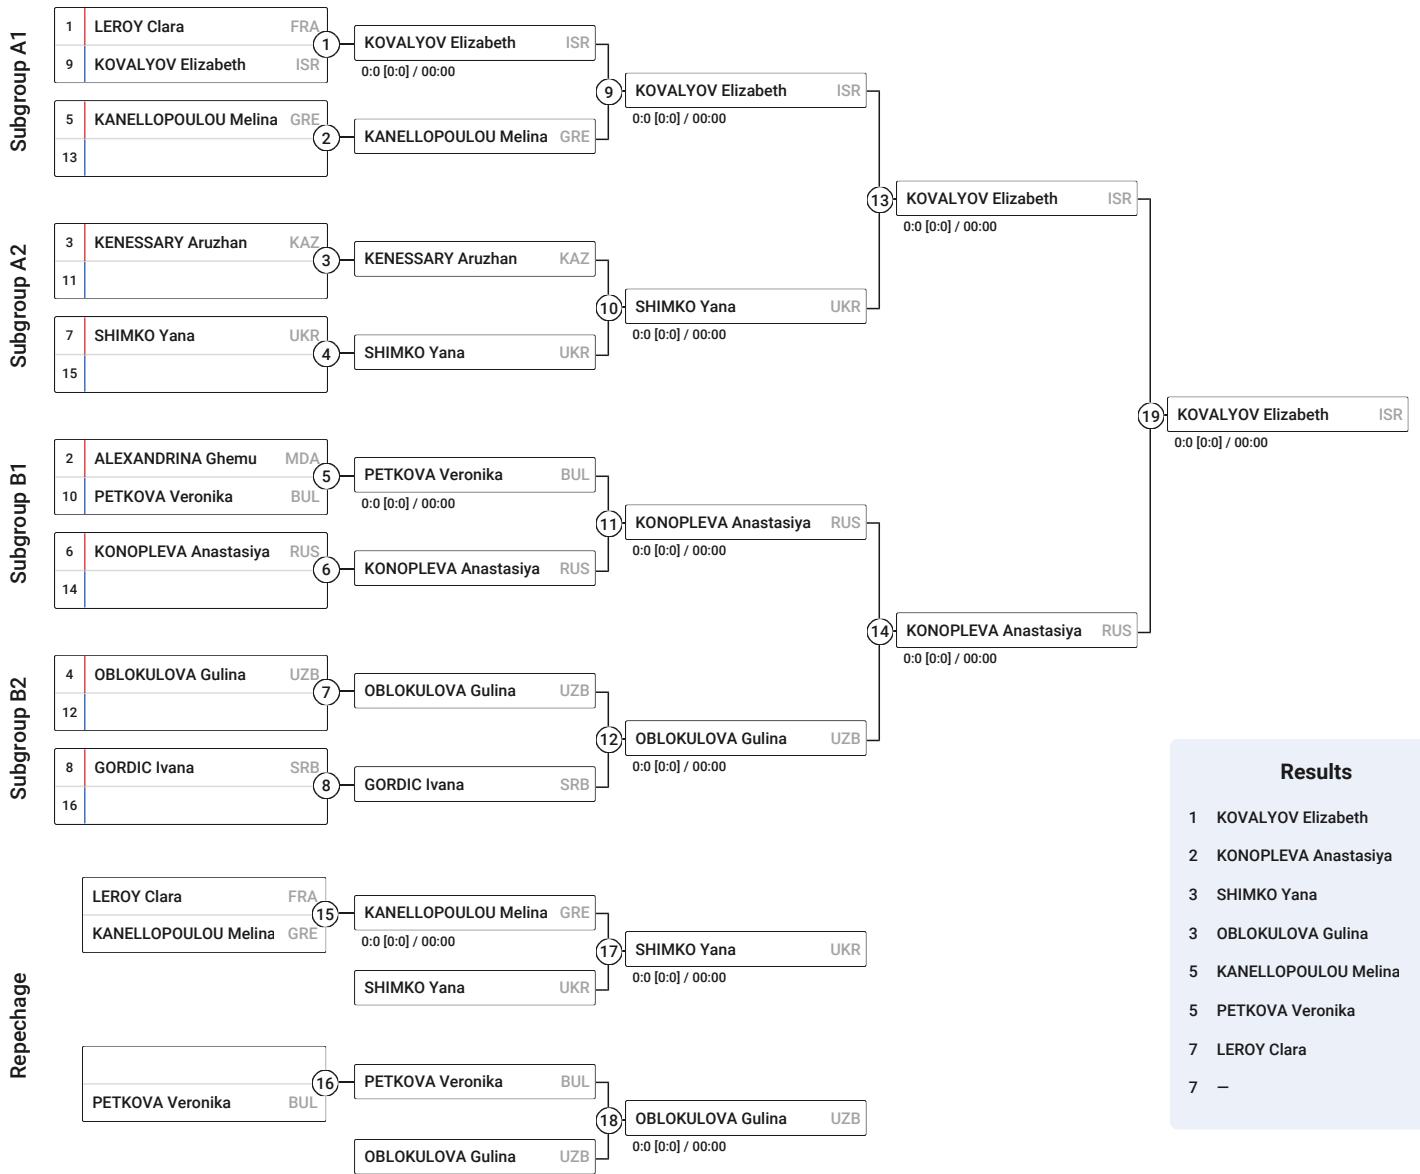 Subgroup A1
1 LEROY Clara FRA
9 KOVALYOV Elizabeth ISR
1
KOVALYOV Elizabeth ISR
0:0 [0:0] / 00:00
5 KANELLOPOULOU Melina GRE
13
2
KANELLOPOULOU Melina GRE
9
KOVALYOV Elizabeth ISR
0:0 [0:0] / 00:00
Subgroup A2
3 KENESSARY Aruzhan KAZ
11
3
KENESSARY Aruzhan KAZ
7 SHIMKO Yana UKR
15
4
SHIMKO Yana UKR
10
SHIMKO Yana UKR
0:0 [0:0] / 00:00
13
KOVALYOV Elizabeth ISR
0:0 [0:0] / 00:00
Subgroup B1
2 ALEXANDRINA Ghemu MDA
10 PETKOVA Veronika BUL
5
PETKOVA Veronika BUL
0:0 [0:0] / 00:00
6 KONOPLEVA Anastasiya RUS
14
6
KONOPLEVA Anastasiya RUS
11
KONOPLEVA Anastasiya RUS
0:0 [0:0] / 00:00
Subgroup B2
4 OBLOKULOVA Gulina UZB
12
7
OBLOKULOVA Gulina UZB
8 GORDIC Ivana SRB
16
8
GORDIC Ivana SRB
12
OBLOKULOVA Gulina UZB
0:0 [0:0] / 00:00
14
KONOPLEVA Anastasiya RUS
0:0 [0:0] / 00:00
19
KOVALYOV Elizabeth ISR
0:0 [0:0] / 00:00
Repechage
LEROY Clara FRA
KANELLOPOULOU Melina GRE
15
KANELLOPOULOU Melina GRE
0:0 [0:0] / 00:00
SHIMKO Yana UKR
17
SHIMKO Yana UKR
0:0 [0:0] / 00:00
PETKOVA Veronika BUL
16
PETKOVA Veronika BUL
OBLOKULOVA Gulina UZB
18
OBLOKULOVA Gulina UZB
0:0 [0:0] / 00:00
Results
1 KOVALYOV Elizabeth
2 KONOPLEVA Anastasiya
3 SHIMKO Yana
3 OBLOKULOVA Gulina
5 KANELLOPOULOU Melina
5 PETKOVA Veronika
7 LEROY Clara
7 —